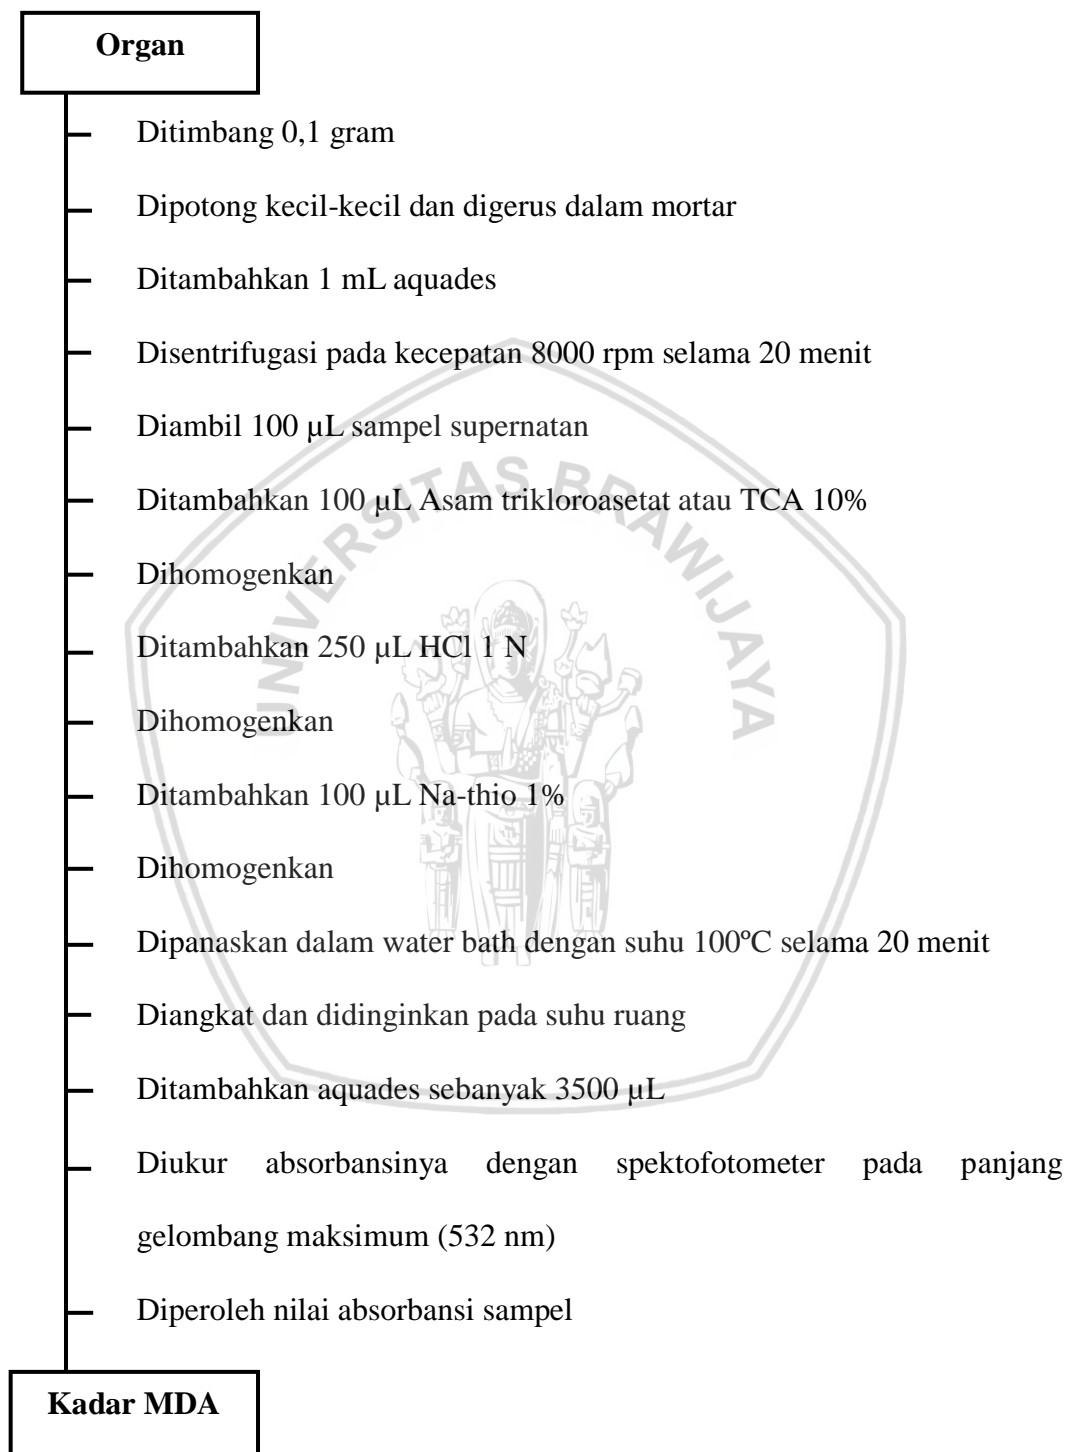 Organ
Ditimbang 0,1 gram
Dipotong kecil-kecil dan digerus dalam mortar
Ditambahkan 1 mL aquades
Disentrifugasi pada kecepatan 8000 rpm selama 20 menit
Diambil 100 µL sampel supernatan
Ditambahkan 100 µL Asam trikloroasetat atau TCA 10%
Dihomogenkan
Ditambahkan 250 µL HCl 1 N
Dihomogenkan
Ditambahkan 100 µL Na-thio 1%
Dihomogenkan
Dipanaskan dalam water bath dengan suhu 100ºC selama 20 menit
Diangkat dan didinginkan pada suhu ruang
Ditambahkan aquades sebanyak 3500 µL
Diukur absorbansinya dengan spektofotometer pada panjang
gelombang maksimum (532 nm)
Diperoleh nilai absorbansi sampel
Kadar MDA
UNIVERSITAS BRAWIJAYA